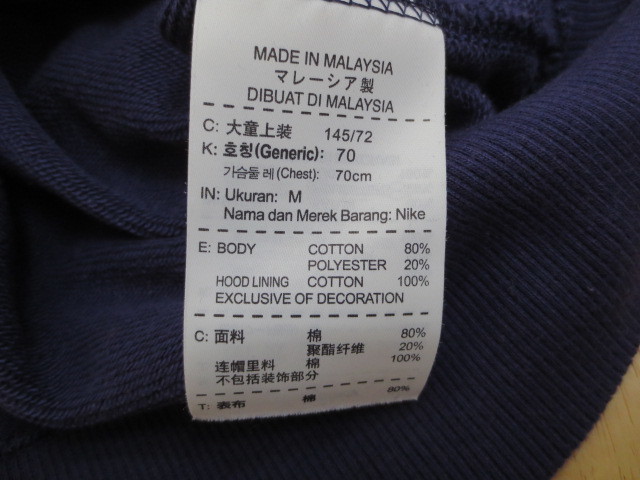 MADE IN MALAYSIA
マレーシア製
DIBUAT DI MALAYSIA
C: 大童上装 145/72
K: 호칭(Generic): 70
가슴둘레(Chest): 70cm
IN: Ukuran: M
Nama dan Merek Barang: Nike
E: BODY COTTON 80%
POLYESTER 20%
HOOD LINING COTTON 100%
EXCLUSIVE OF DECORATION
C: 面料 棉 80%
聚酯纤维 20%
连帽里料 棉 100%
不包括装饰部分
T: 表布 棉 80%